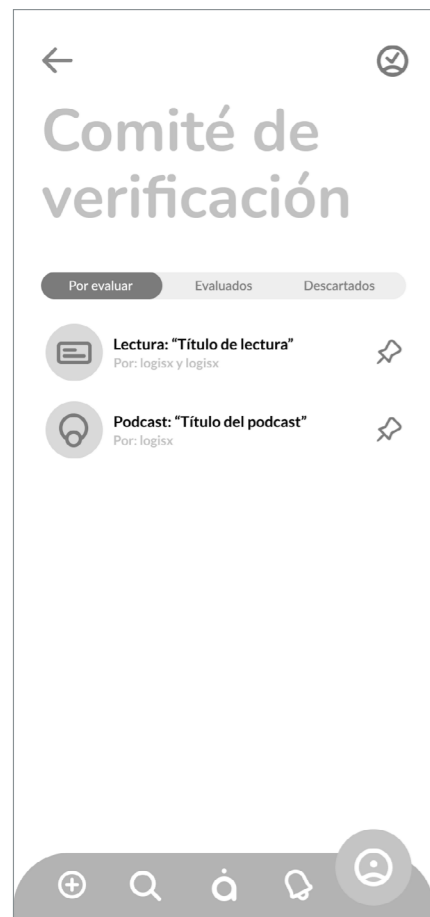 Comité de
verificación
Por evaluar Evaluados Descartados
Lectura: “Título de lectura”
Por: logisx y logisx
Podcast: “Título del podcast”
Por: logisx